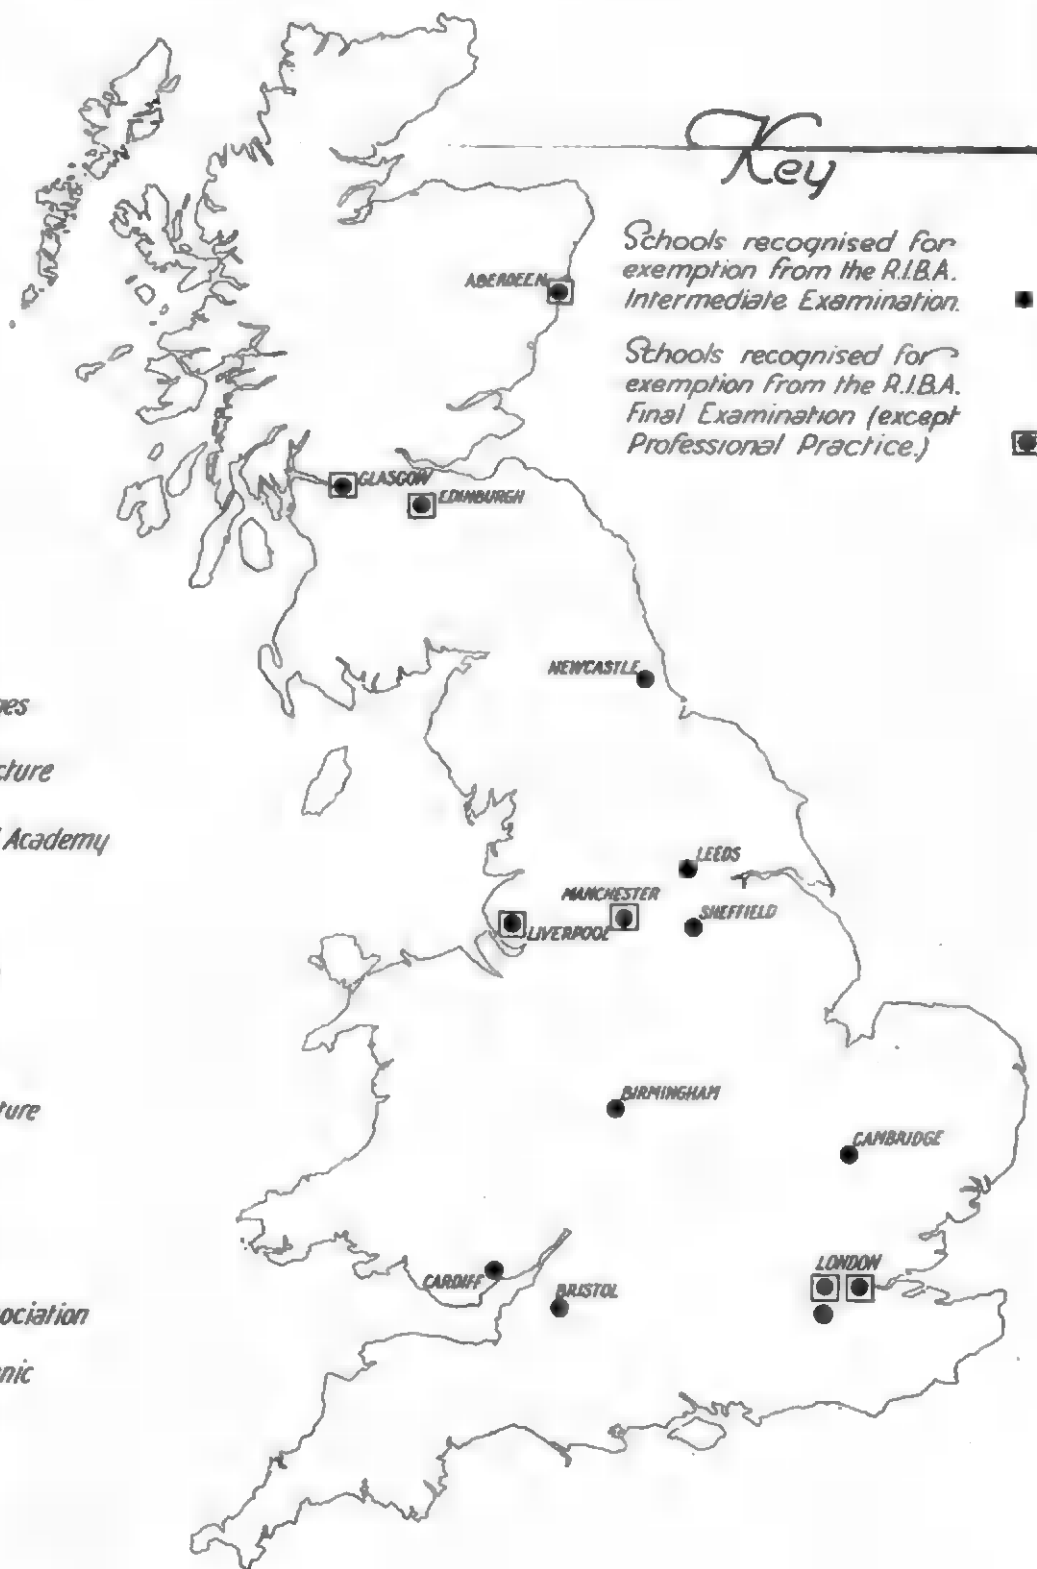 Key
Schools recognised for
exemption from the R.I.B.A.
Intermediate Examination.
Schools recognised for
exemption from the R.I.B.A.
Final Examination (except
Professional Practice.)
ABERDEEN
GLASGOW
EDINBURGH
NEWCASTLE
LEEDS
MANCHESTER
LIVERPOOL
SHEFFIELD
BIRMINGHAM
CAMBRIDGE
CARDIFF
BRISTOL
LONDON
Academy